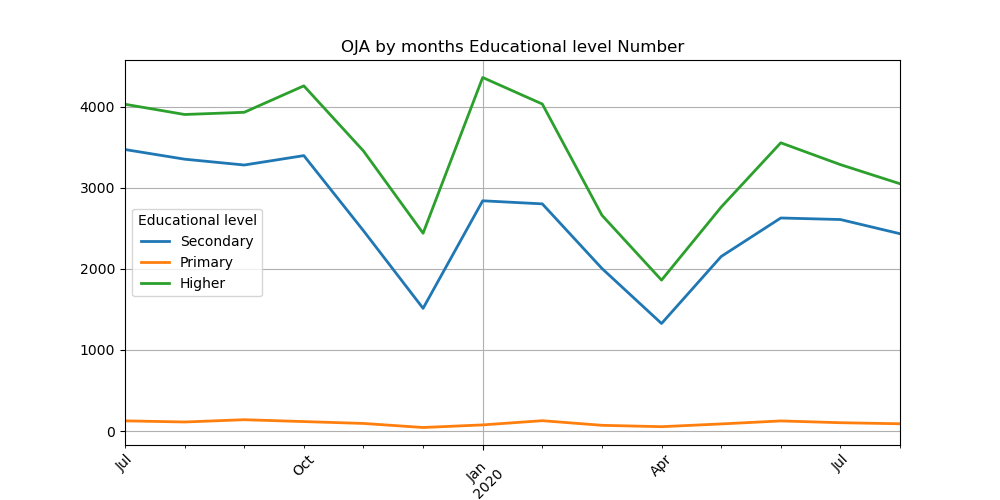 OJA by months Educational level Number
4000
3000
2000
1000
0
Educational level
Secondary
Primary
Higher
Jul
Oct
Jan
2020
Apr
Jul